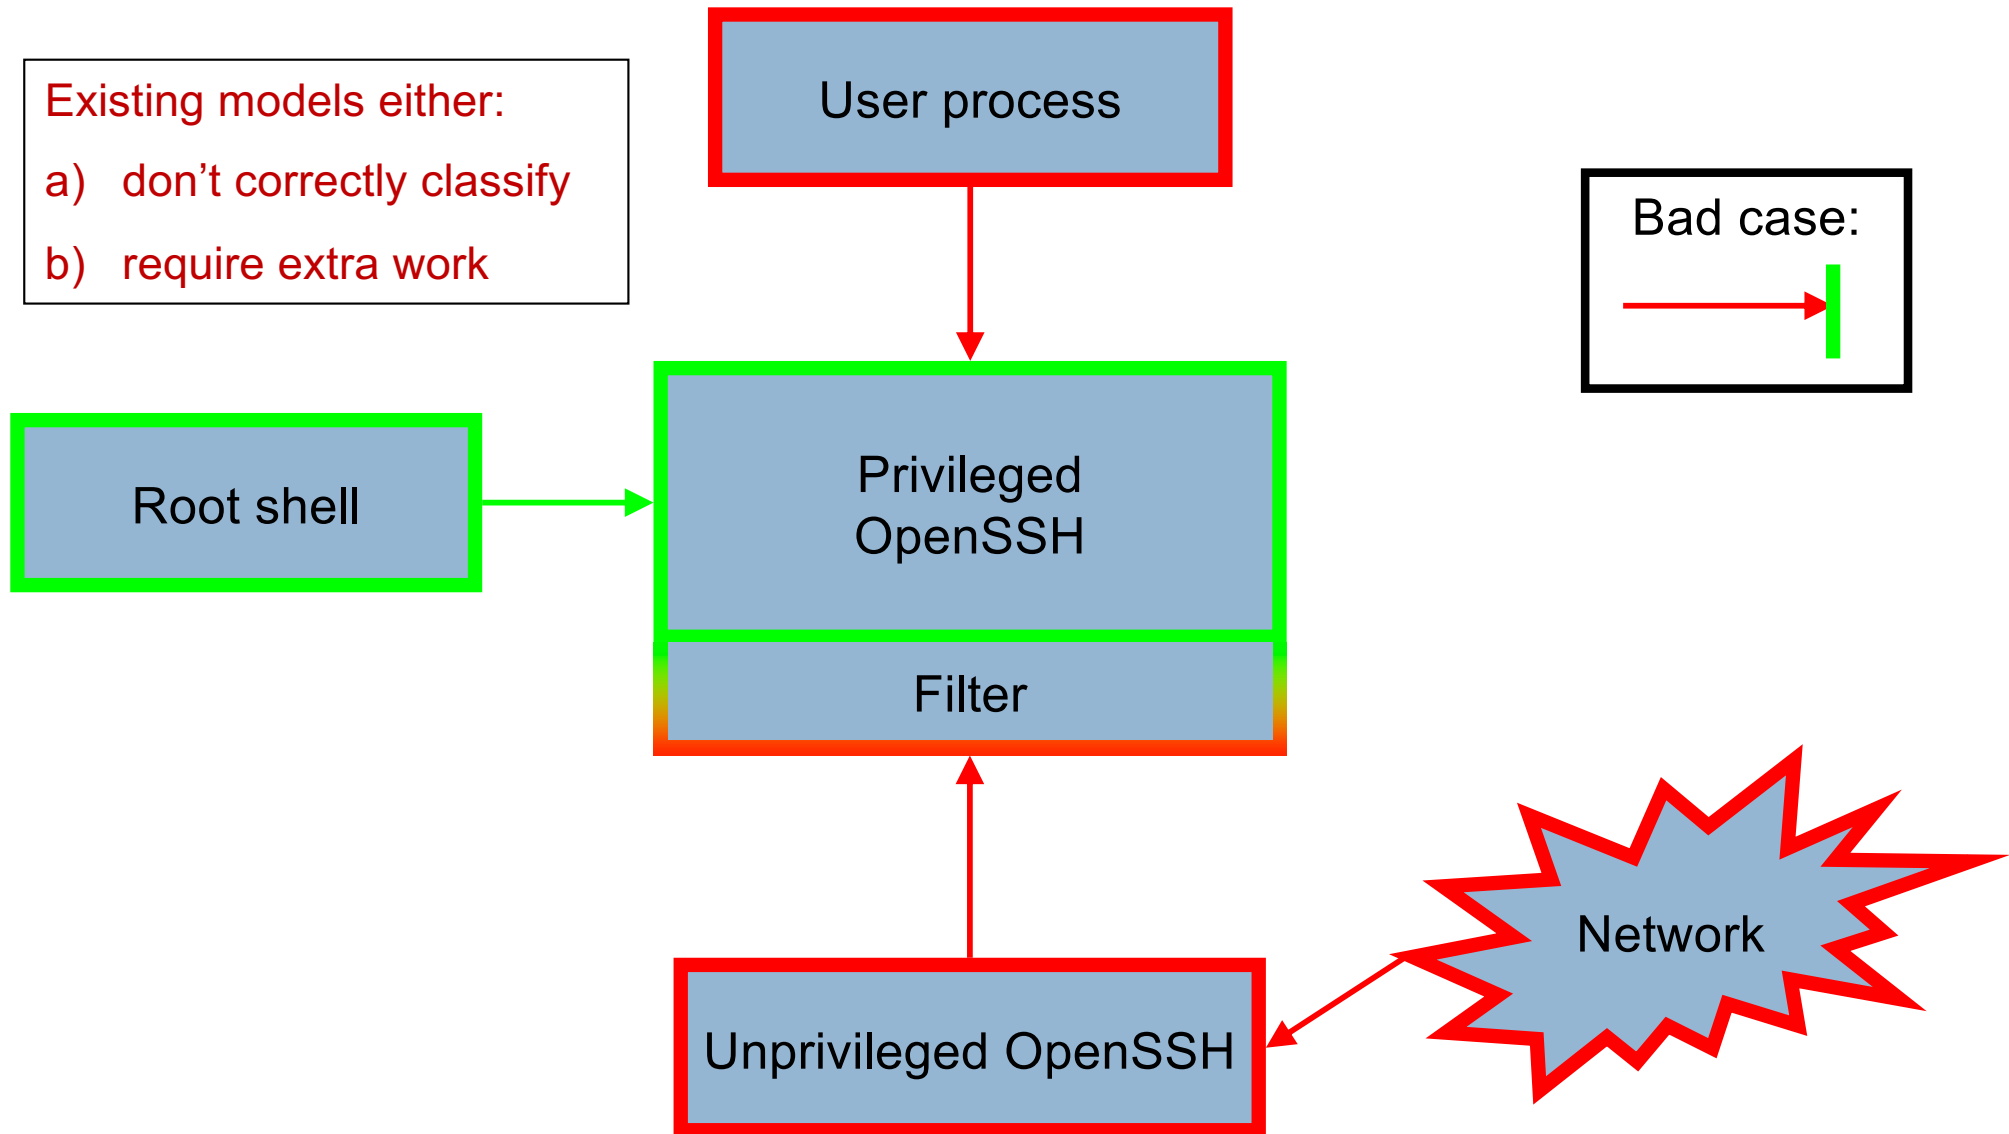 Existing models either:
a) don’t correctly classify
b) require extra work
User process
Bad case:
Root shell
Privileged
OpenSSH
Filter
Network
Unprivileged OpenSSH